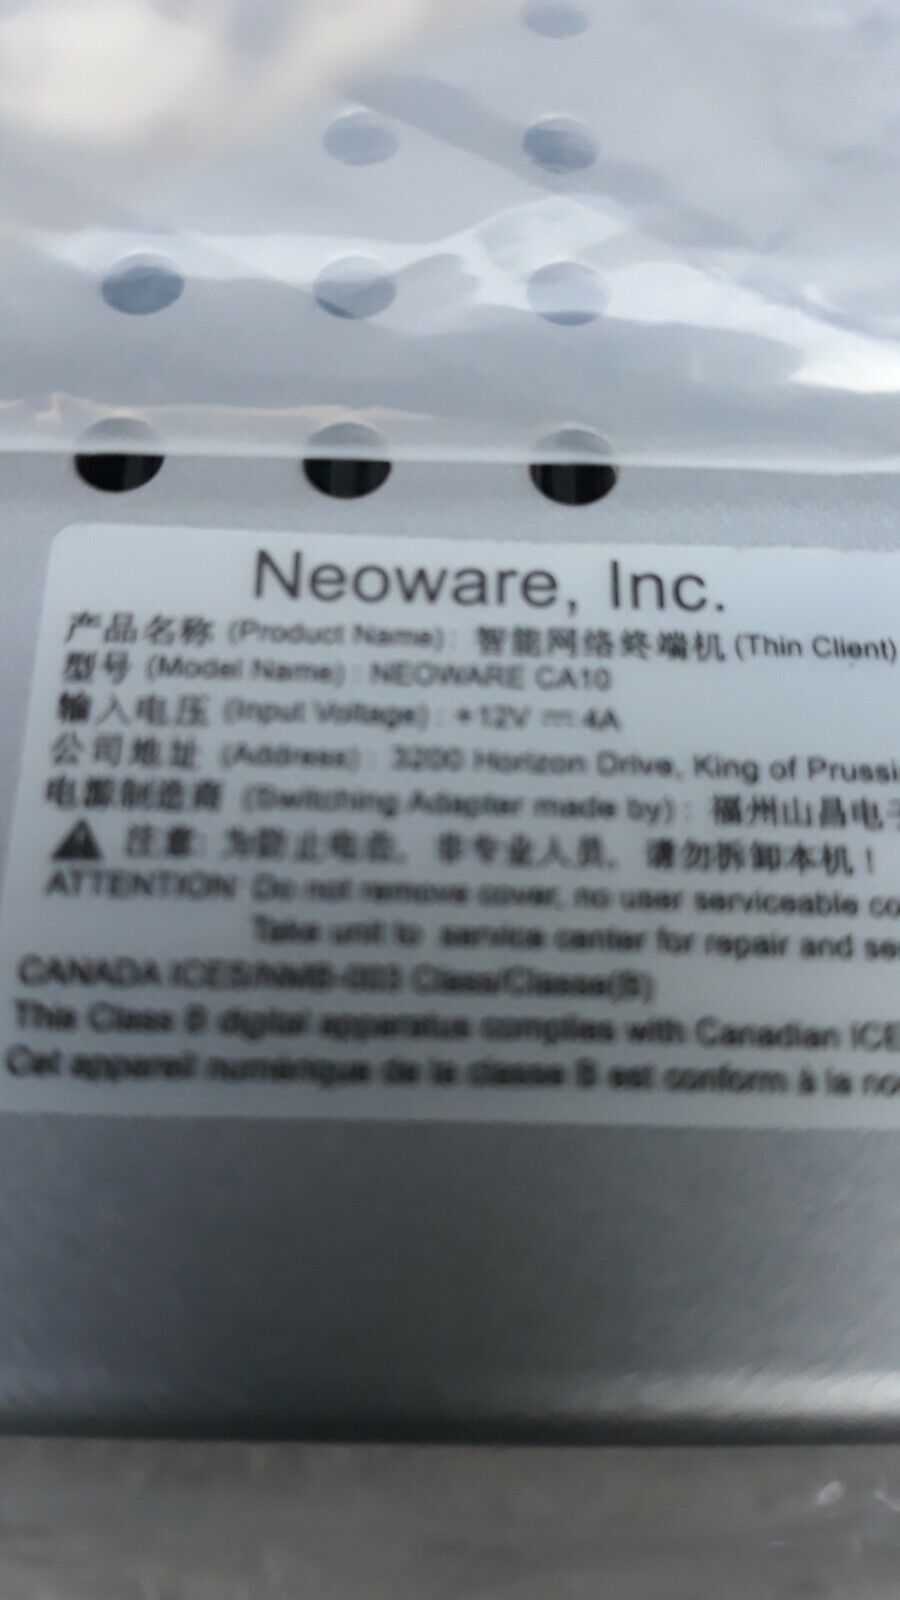 Neoware, Inc.
产品名称 (Product Name): 智能网络终端机 (Thin Client)
型号 (Model Name): NEOWARE CA10
输入电压 (Input Voltage): +12V ⎓ 4A
公司地址 (Address): 3200 Horizon Drive, King of Prussi
电源制造商 (Switching Adapter made by): 福州山昌电子
注意: 为防止电击, 非专业人员, 请勿拆卸本机!
ATTENTION: Do not remove cover, no user serviceable co
Take unit to service center for repair and se
CANADA ICES/NMB-003 Class/Classe(B)
This Class B digital apparatus complies with Canadian ICE
Cet appareil numérique de la classe B est conform à la no